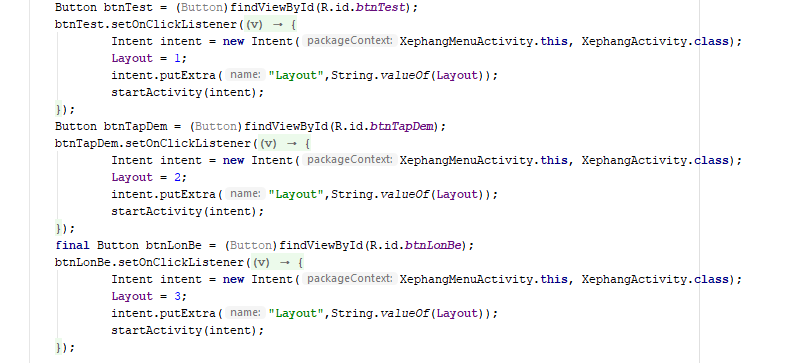 Button btnTest = (Button)findViewById(R.id.btnTest);
btnTest.setOnClickListener((v) → {
Intent intent = new Intent( packageContext: XephangMenuActivity.this, XephangActivity.class);
Layout = 1;
intent.putExtra( name: "Layout",String.valueOf(Layout));
startActivity(intent);
});
Button btnTapDem = (Button)findViewById(R.id.btnTapDem);
btnTapDem.setOnClickListener((v) → {
Intent intent = new Intent( packageContext: XephangMenuActivity.this, XephangActivity.class);
Layout = 2;
intent.putExtra( name: "Layout",String.valueOf(Layout));
startActivity(intent);
});
final Button btnLonBe = (Button)findViewById(R.id.btnLonBe);
btnLonBe.setOnClickListener((v) → {
Intent intent = new Intent( packageContext: XephangMenuActivity.this, XephangActivity.class);
Layout = 3;
intent.putExtra( name: "Layout",String.valueOf(Layout));
startActivity(intent);
});